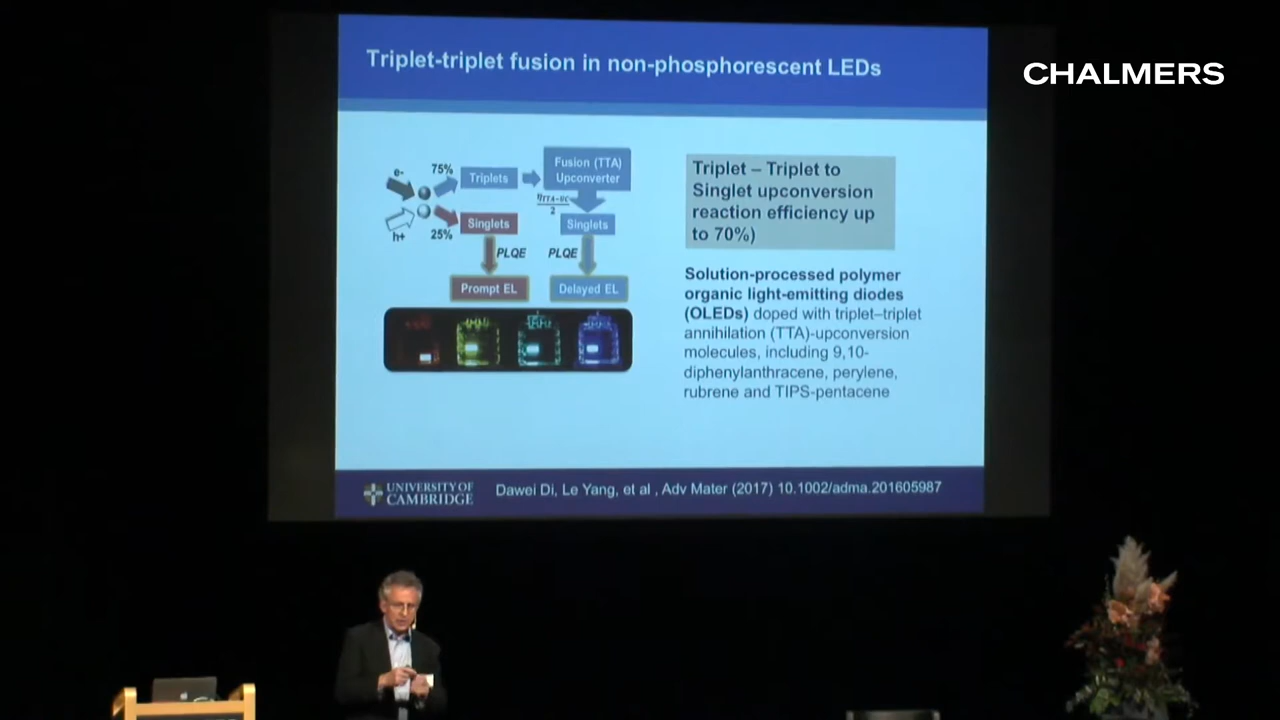 Triplet-triplet fusion in non-phosphorescent LEDs
CHALMERS
e-
75%
Triplets
Fusion (TTA)
Upconverter
ηTTA-UC
2
h+
25%
Singlets
Singlets
PLQE
PLQE
Prompt EL
Delayed EL
Triplet – Triplet to
Singlet upconversion
reaction efficiency up
to 70%)
Solution-processed polymer
organic light-emitting diodes
(OLEDs) doped with triplet–triplet
annihilation (TTA)-upconversion
molecules, including 9,10-
diphenylanthracene, perylene,
rubrene and TIPS-pentacene
UNIVERSITY OF
CAMBRIDGE
Dawei Di, Le Yang, et al , Adv Mater (2017) 10.1002/adma.201605987